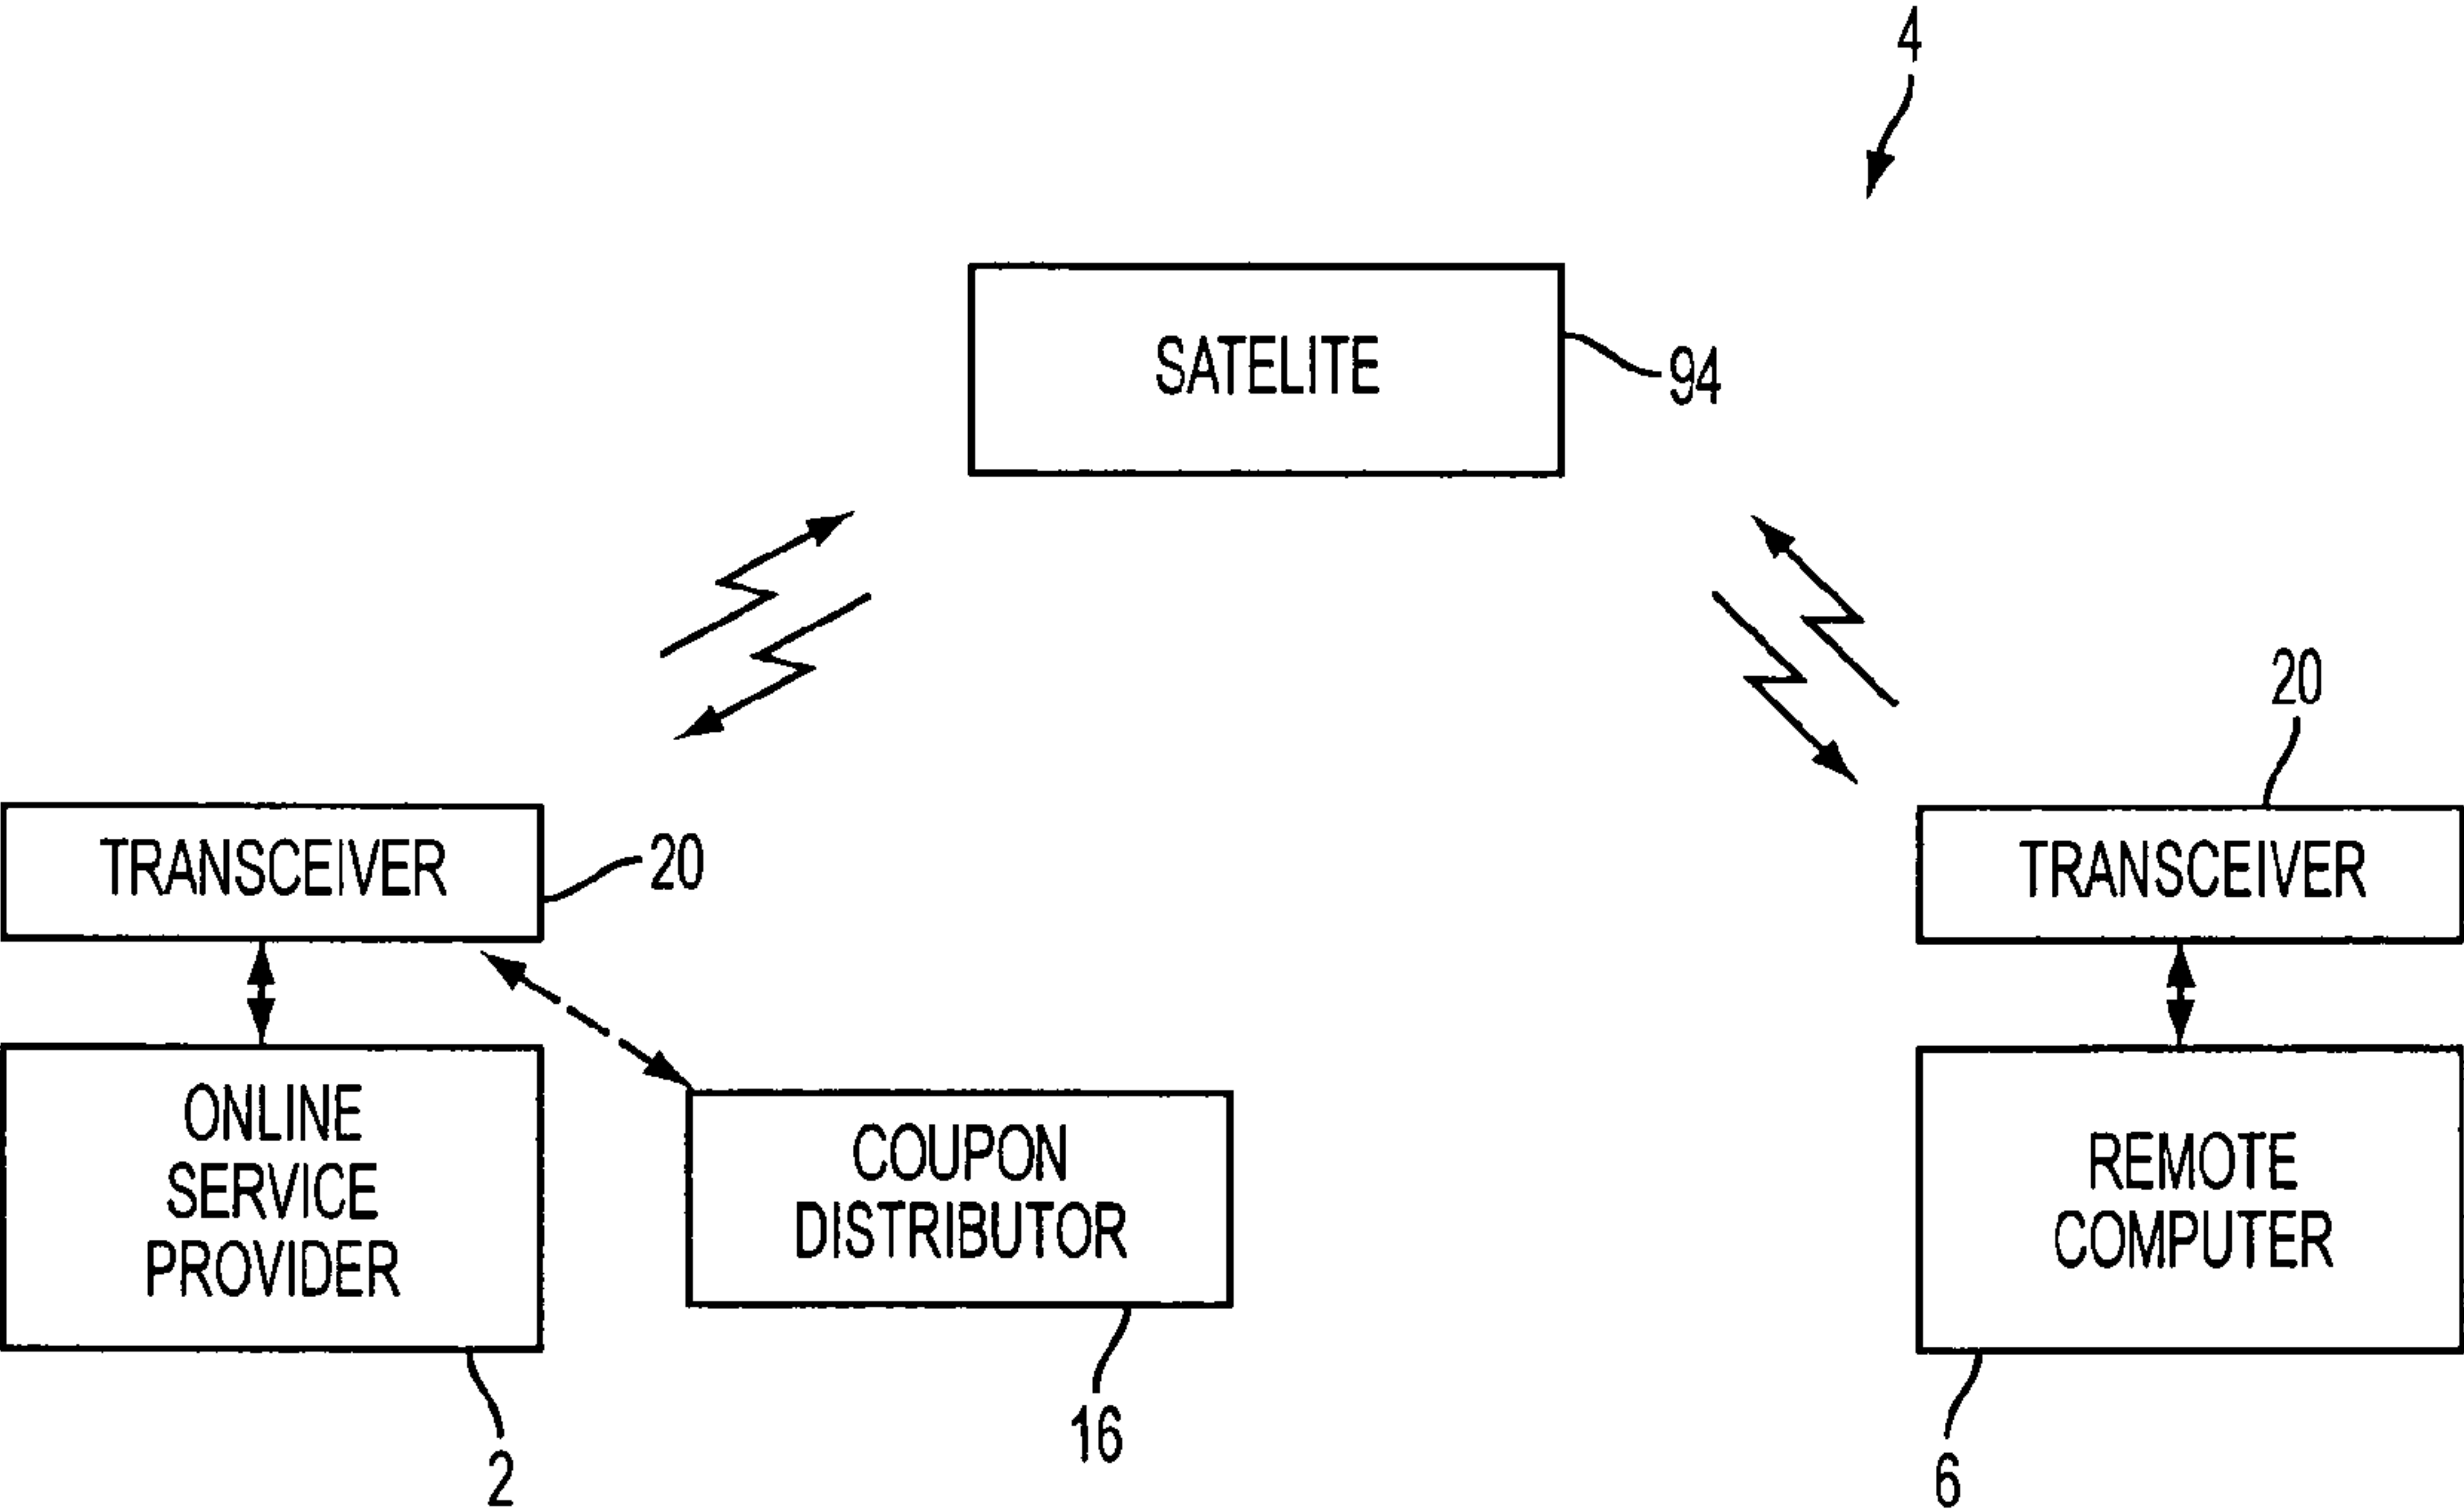 4
SATELITE
94
20
TRANSCEIVER
20
TRANSCEIVER
ONLINE
SERVICE
PROVIDER
COUPON
DISTRIBUTOR
REMOTE
COMPUTER
2
16
6